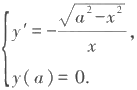 y′=−√(a²−x²)/x,
y(a)=0.